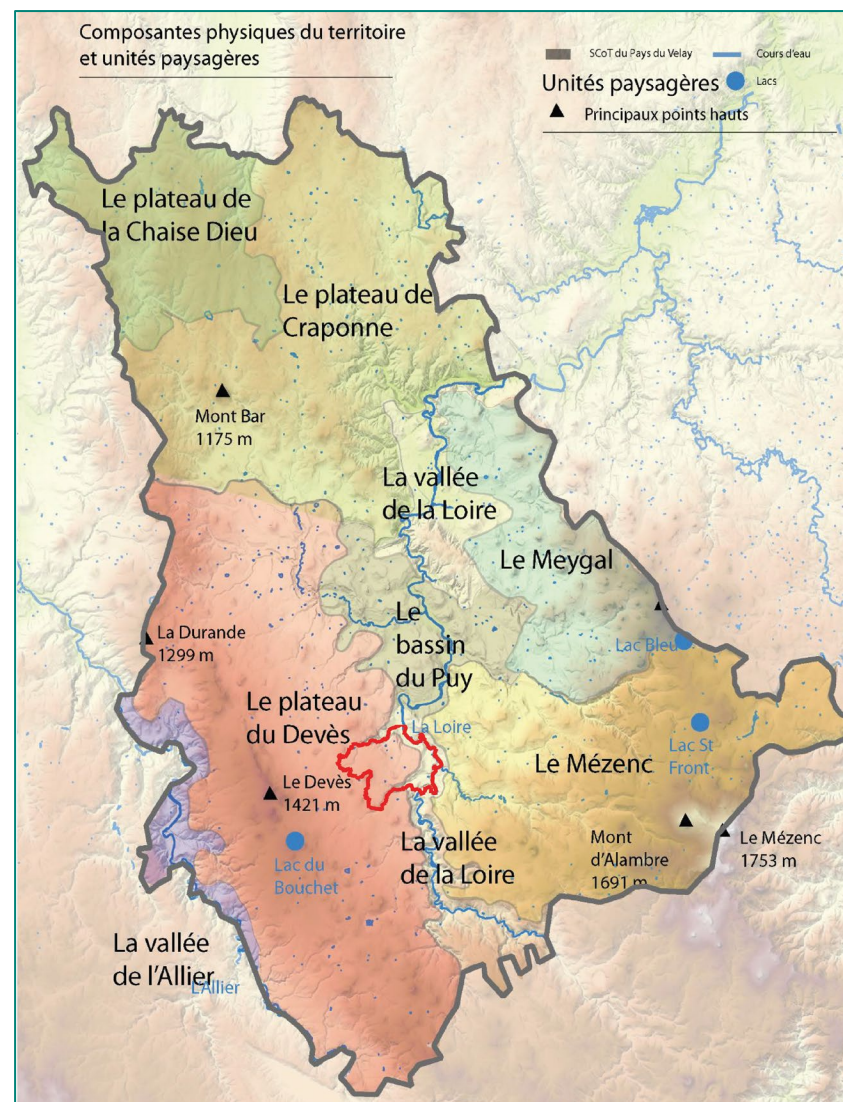 Composantes physiques du territoire
et unités paysagères
SCoT du Pays du Velay
Cours d'eau
Unités paysagères
Lacs
Principaux points hauts
Le plateau de
la Chaise Dieu
Le plateau de
Craponne
Mont Bar
1175 m
La vallée
de la Loire
Le Meygal
Le
bassin
du Puy
La Durande
1299 m
Lac Bleu
Le plateau
du Devès
La Loire
Lac St
Front
Le Mézenc
Le Devès
1421 m
Mont
d'Alambre
1691 m
Le Mézenc
1753 m
La vallée
de la Loire
Lac du
Bouchet
La vallée
de l'Allier
L'Allier